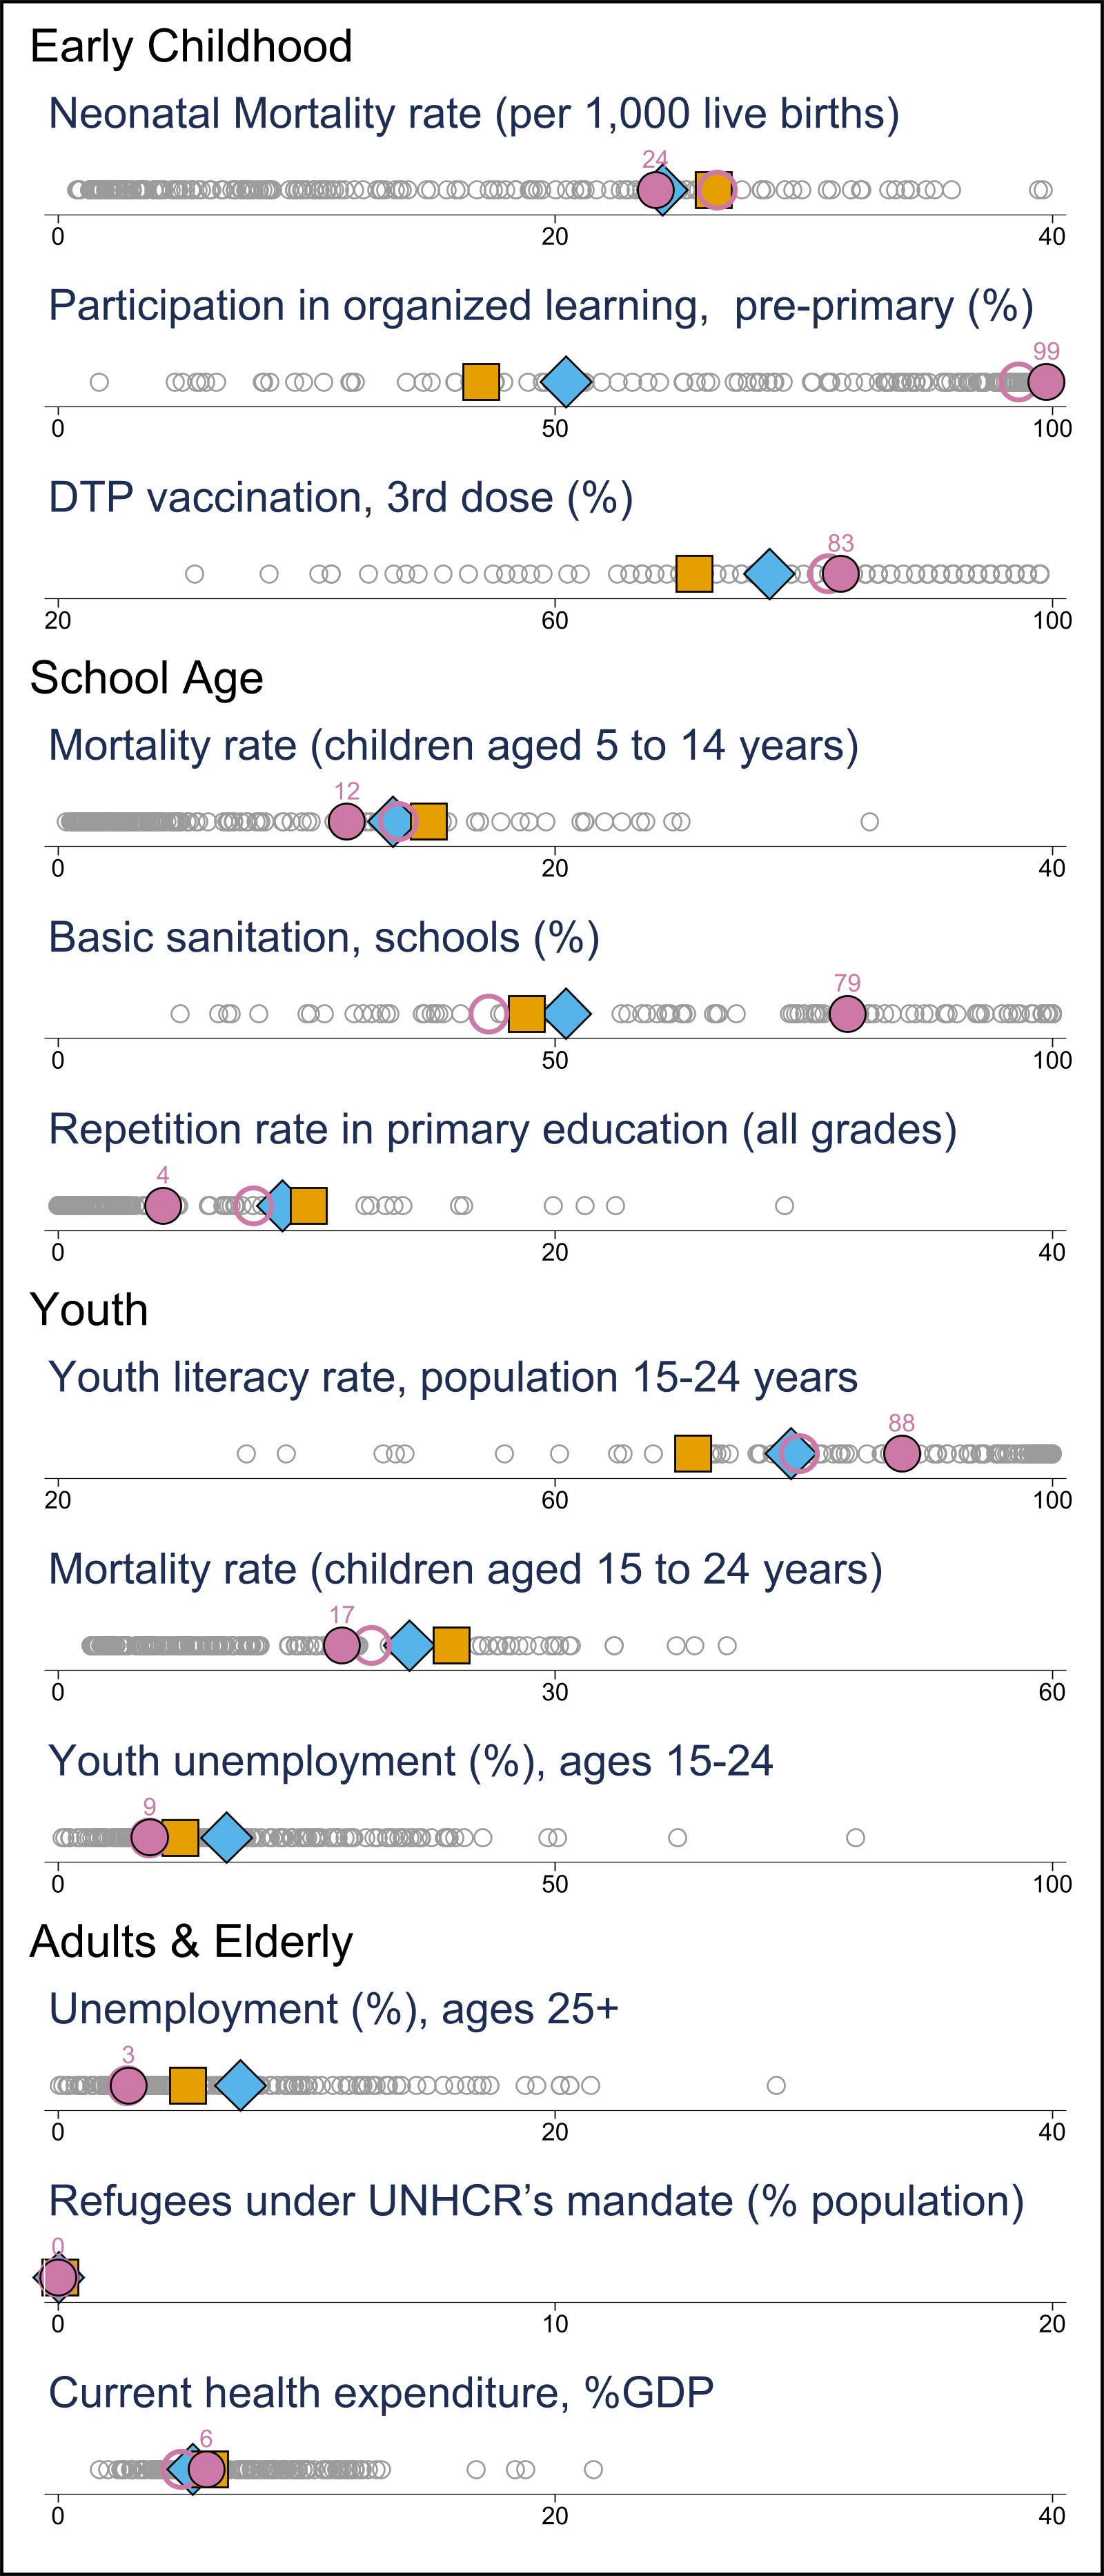 Early Childhood
Neonatal Mortality rate (per 1,000 live births)
24
0 20 40
Participation in organized learning,  pre-primary (%)
99
0 50 100
DTP vaccination, 3rd dose (%)
83
20 60 100
School Age
Mortality rate (children aged 5 to 14 years)
12
0 20 40
Basic sanitation, schools (%)
79
0 50 100
Repetition rate in primary education (all grades)
4
0 20 40
Youth
Youth literacy rate, population 15-24 years
88
20 60 100
Mortality rate (children aged 15 to 24 years)
17
0 30 60
Youth unemployment (%), ages 15-24
9
0 50 100
Adults & Elderly
Unemployment (%), ages 25+
3
0 20 40
Refugees under UNHCR’s mandate (% population)
0
0 10 20
Current health expenditure, %GDP
6
0 20 40